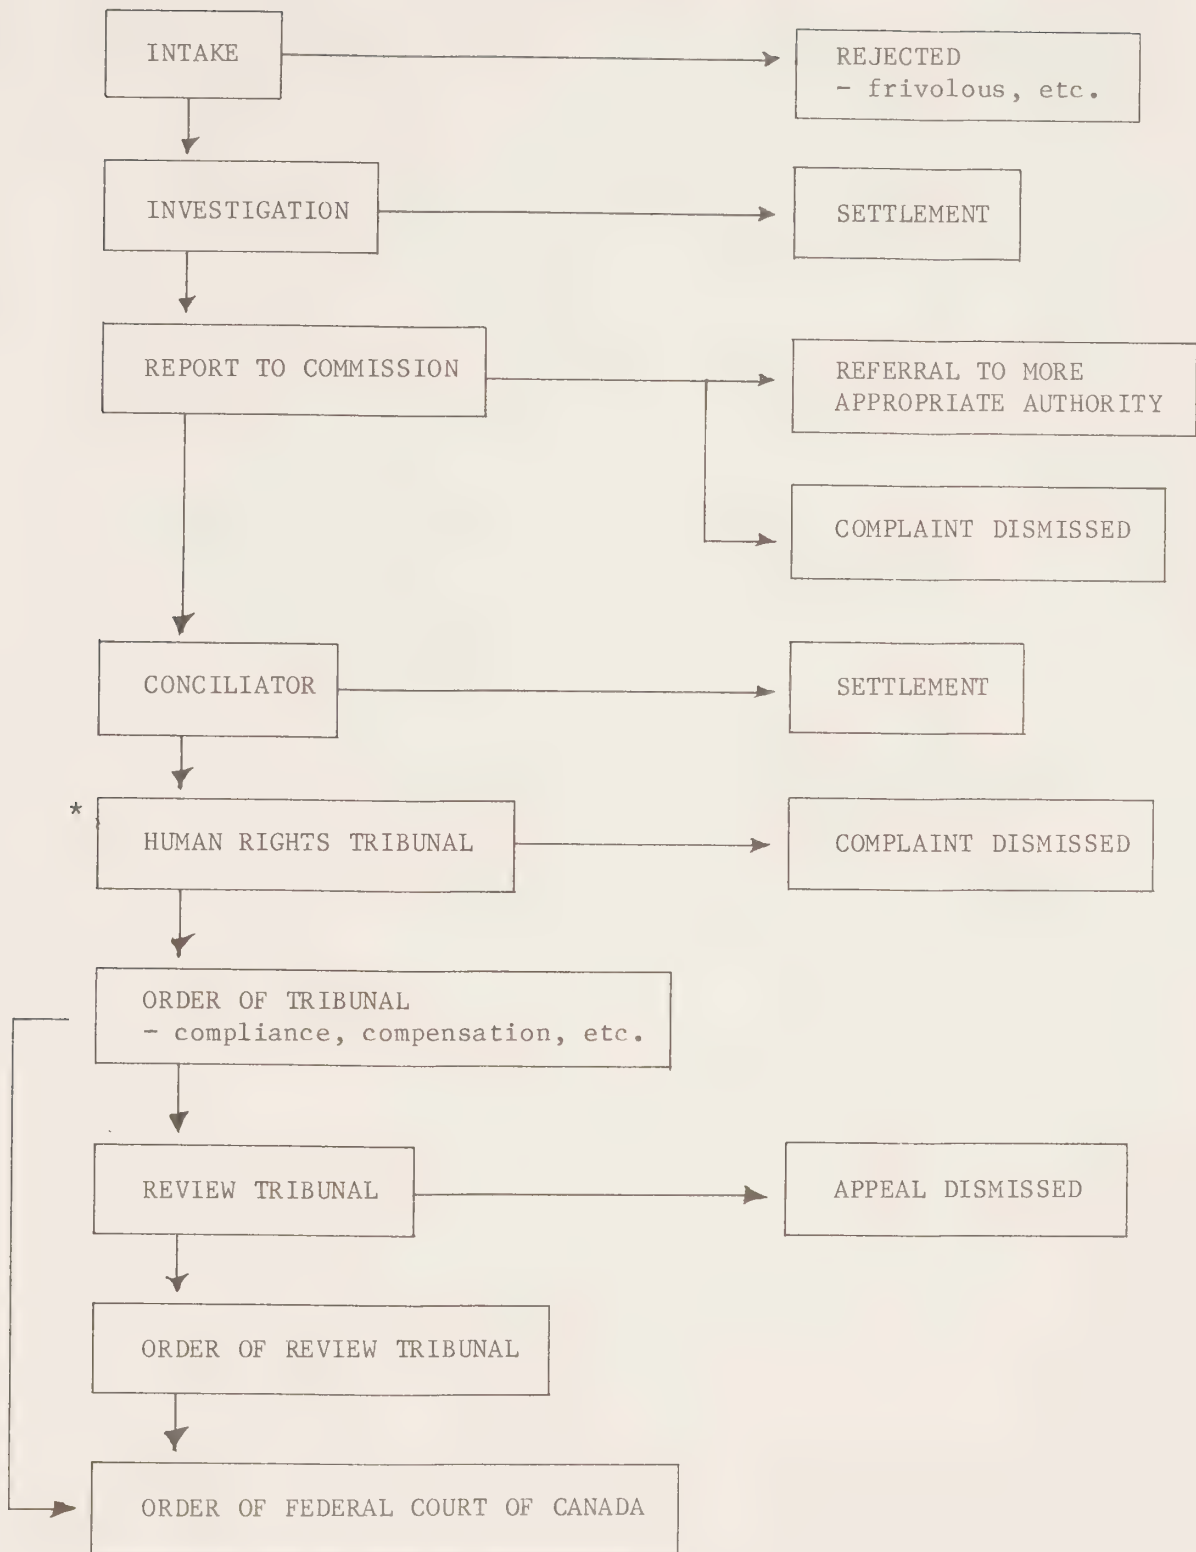 INTAKE
REJECTED
- frivolous, etc.
INVESTIGATION
SETTLEMENT
REPORT TO COMMISSION
REFERRAL TO MORE
APPROPRIATE AUTHORITY
COMPLAINT DISMISSED
CONCILIATOR
SETTLEMENT
*
HUMAN RIGHTS TRIBUNAL
COMPLAINT DISMISSED
ORDER OF TRIBUNAL
- compliance, compensation, etc.
REVIEW TRIBUNAL
APPEAL DISMISSED
ORDER OF REVIEW TRIBUNAL
ORDER OF FEDERAL COURT OF CANADA